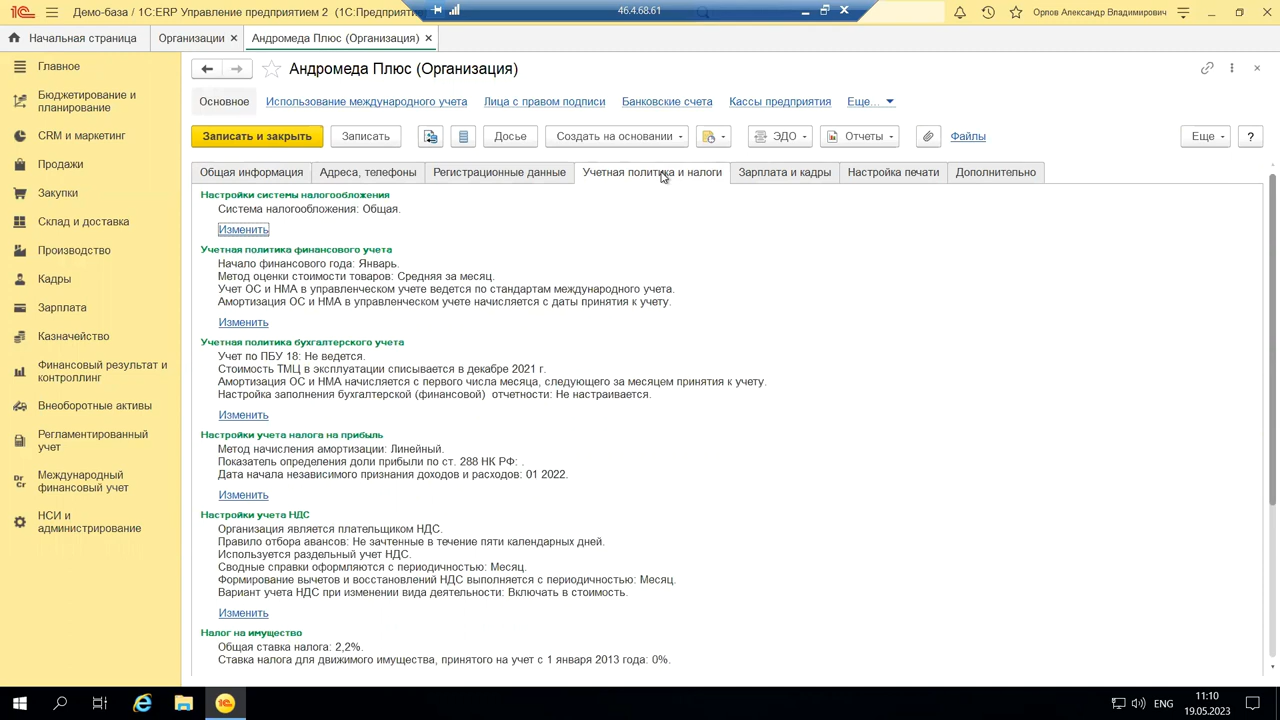 Демо-база / 1С:ERP Управление предприятием 2 (1С:Предприяти
46.4.68.61
Орлов Александр Владимирович
Начальная страница
Организации ×
Андромеда Плюс (Организация) ×
Главное
Бюджетирование и
планирование
CRM и маркетинг
Продажи
Закупки
Склад и доставка
Производство
Кадры
Зарплата
Казначейство
Финансовый результат и
контроллинг
Внеоборотные активы
Регламентированный
учет
Международный
финансовый учет
НСИ и
администрирование
Андромеда Плюс (Организация)
Основное
Использование международного учета
Лица с правом подписи
Банковские счета
Кассы предприятия
Еще...
Записать и закрыть
Записать
Досье
Создать на основании
ЭДО
Отчеты
Файлы
Еще
?
Общая информация
Адреса, телефоны
Регистрационные данные
Учетная политика и налоги
Зарплата и кадры
Настройка печати
Дополнительно
Настройки системы налогообложения
Система налогообложения: Общая.
Изменить
Учетная политика финансового учета
Начало финансового года: Январь.
Метод оценки стоимости товаров: Средняя за месяц.
Учет ОС и НМА в управленческом учете ведется по стандартам международного учета.
Амортизация ОС и НМА в управленческом учете начисляется с даты принятия к учету.
Изменить
Учетная политика бухгалтерского учета
Учет по ПБУ 18: Не ведется.
Стоимость ТМЦ в эксплуатации списывается в декабре 2021 г.
Амортизация ОС и НМА начисляется с первого числа месяца, следующего за месяцем принятия к учету.
Настройка заполнения бухгалтерской (финансовой) отчетности: Не настраивается.
Изменить
Настройки учета налога на прибыль
Метод начисления амортизации: Линейный.
Показатель определения доли прибыли по ст. 288 НК РФ: .
Дата начала независимого признания доходов и расходов: 01 2022.
Изменить
Настройки учета НДС
Организация является плательщиком НДС.
Правило отбора авансов: Не зачтенные в течение пяти календарных дней.
Используется раздельный учет НДС.
Сводные справки оформляются с периодичностью: Месяц.
Формирование вычетов и восстановлений НДС выполняется с периодичностью: Месяц.
Вариант учета НДС при изменении вида деятельности: Включать в стоимость.
Изменить
Налог на имущество
Общая ставка налога: 2,2%.
Ставка налога для движимого имущества, принятого на учет с 1 января 2013 года: 0%.
ENG
11:10
19.05.2023